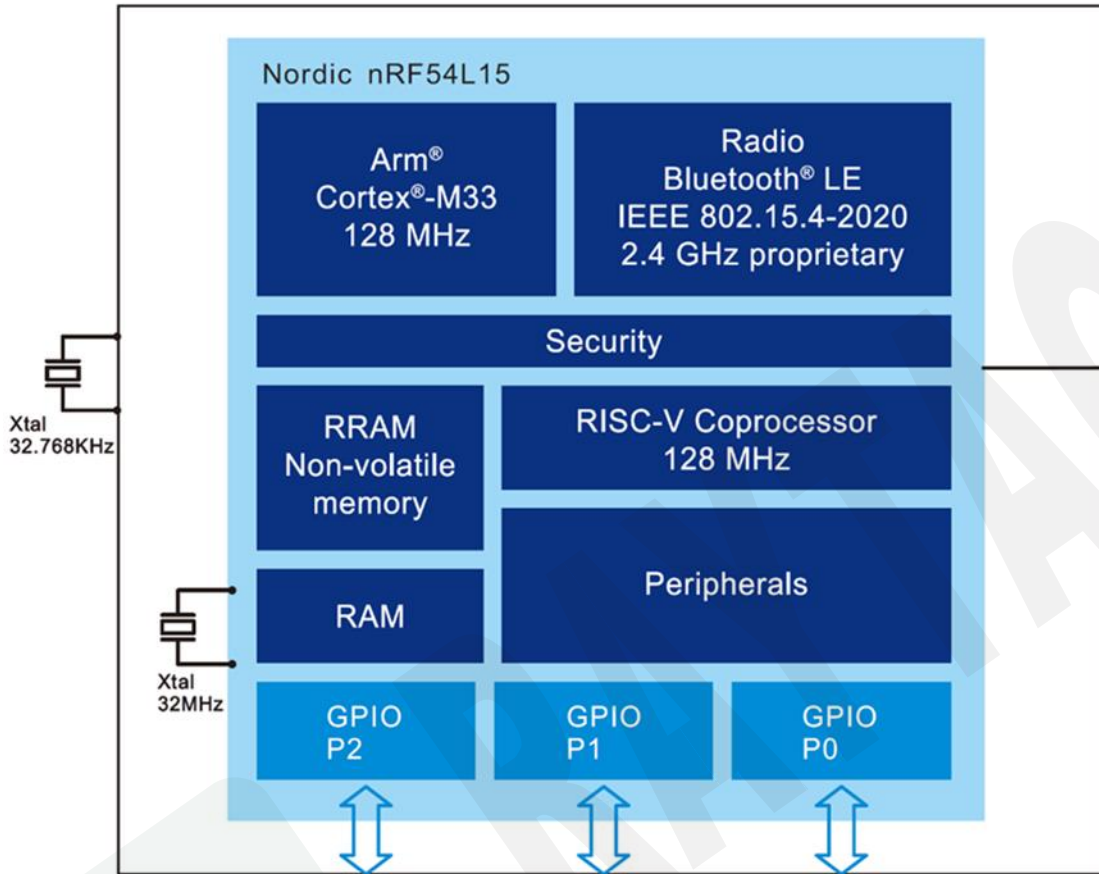 Nordic nRF54L15
Arm®
Cortex®-M33
128 MHz
Radio
Bluetooth® LE
IEEE 802.15.4-2020
2.4 GHz proprietary
Security
Xtal
32.768KHz
RRAM
Non-volatile
memory
RISC-V Coprocessor
128 MHz
RAM
Peripherals
Xtal
32MHz
GPIO
P2
GPIO
P1
GPIO
P0
RAYTAC